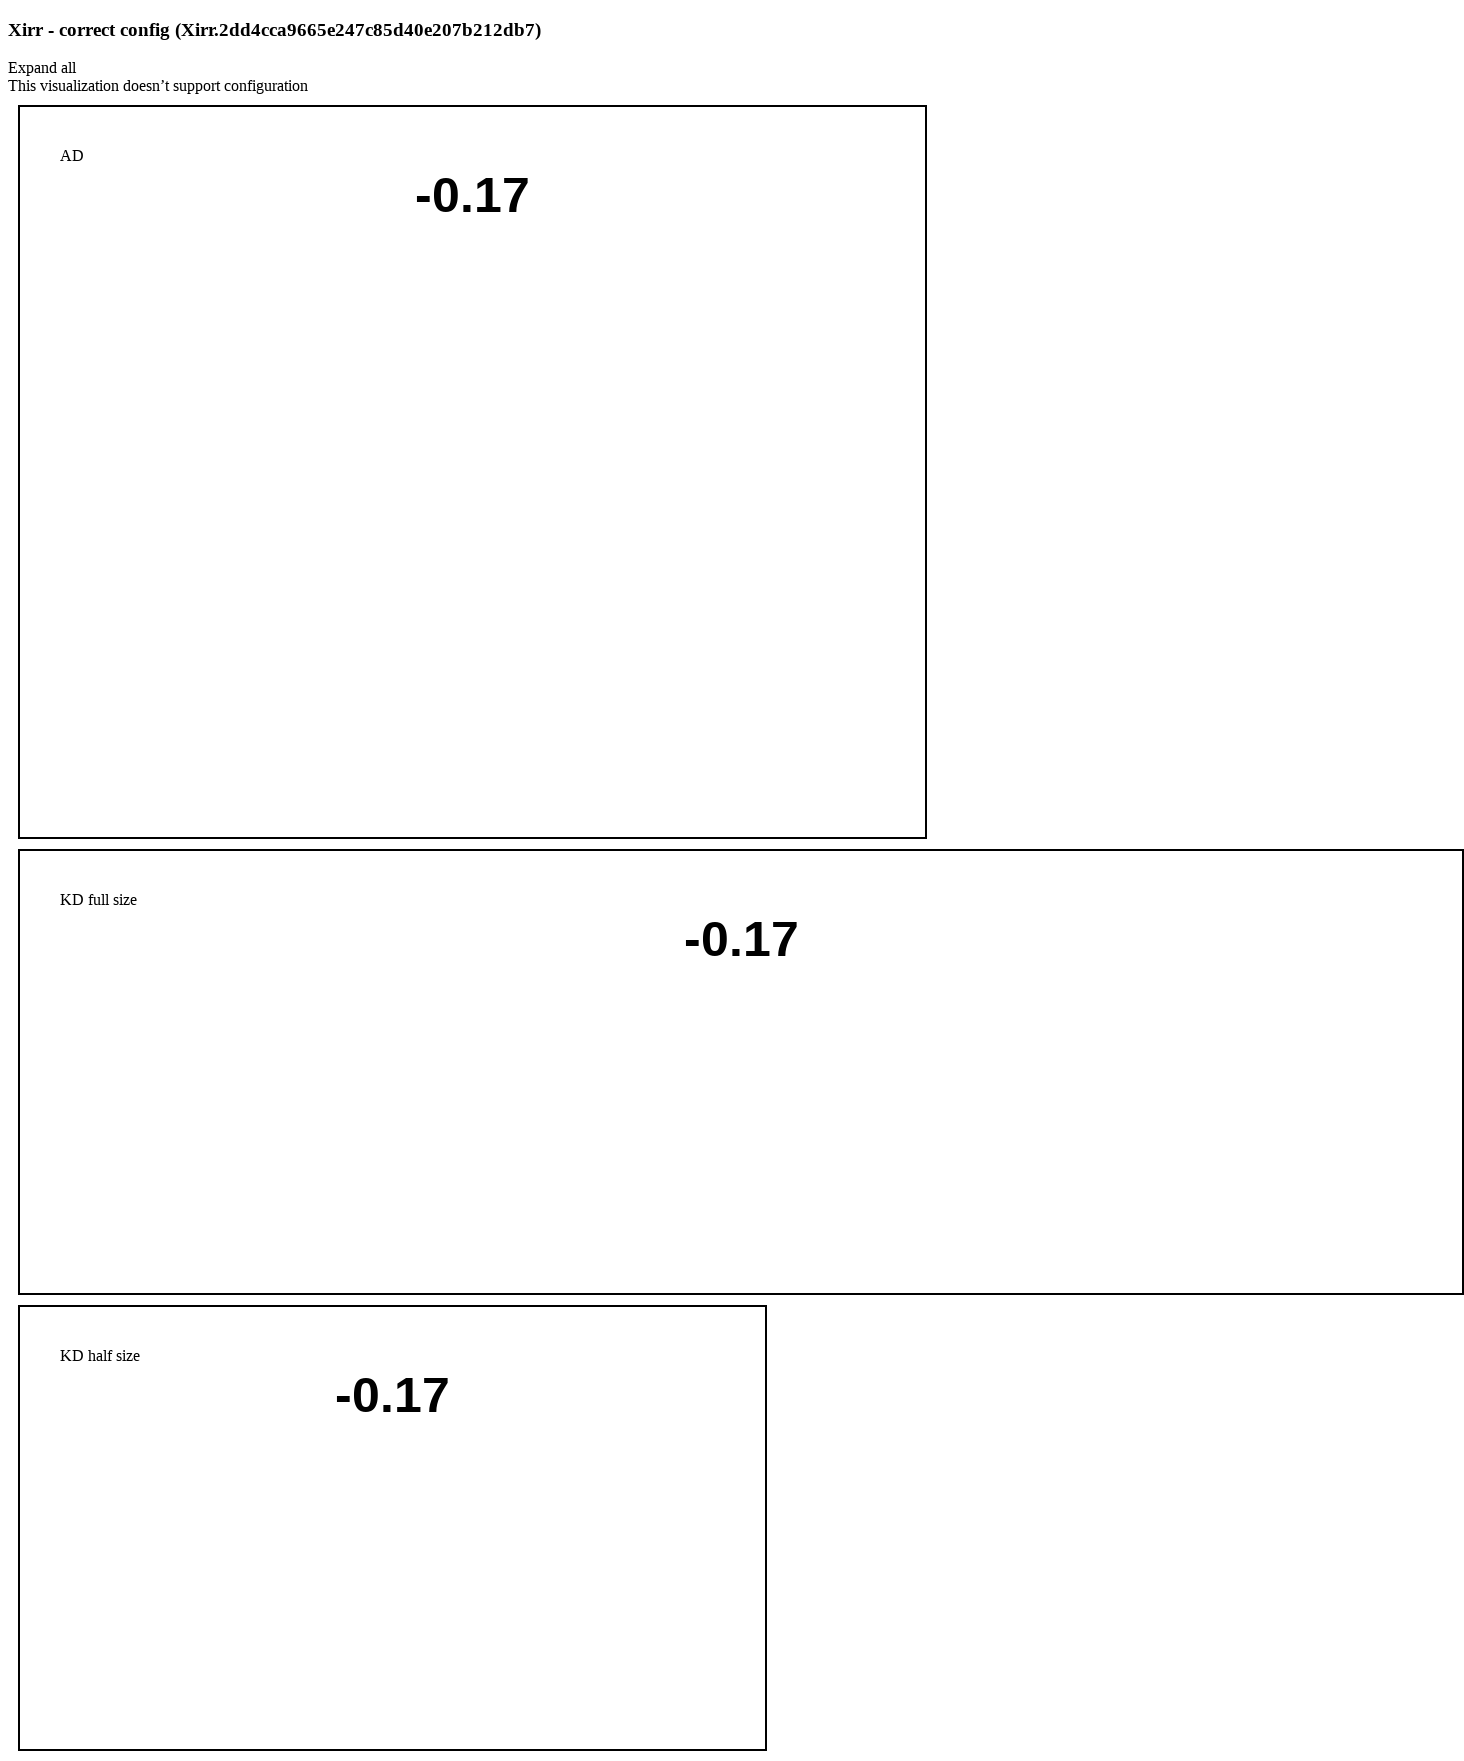 Xirr - correct config (Xirr.2dd4cca9665e247c85d40e207b212db7)
Expand all
This visualization doesn’t support configuration
AD
-0.17
KD full size
-0.17
KD half size
-0.17